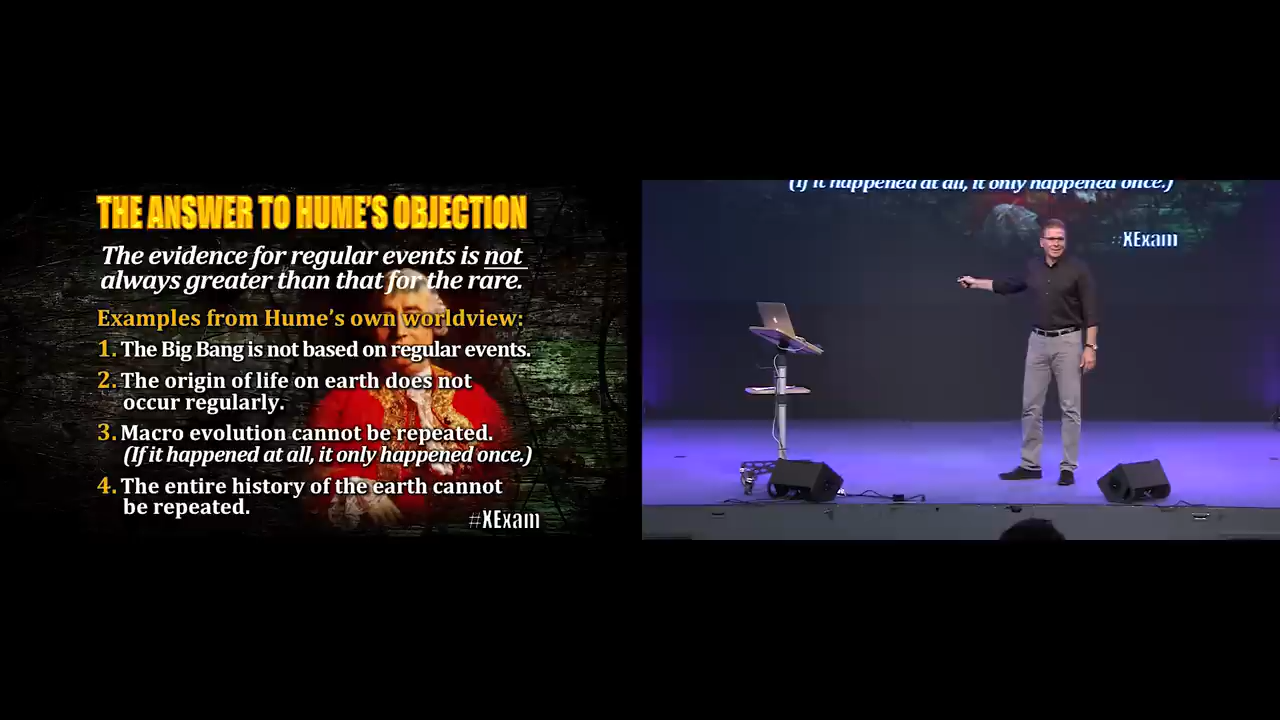 THE ANSWER TO HUME'S OBJECTION
The evidence for regular events is not
always greater than that for the rare.
Examples from Hume's own worldview:
1. The Big Bang is not based on regular events.
2. The origin of life on earth does not
occur regularly.
3. Macro evolution cannot be repeated.
(If it happened at all, it only happened once.)
4. The entire history of the earth cannot
be repeated.
#XExam
(If it happened at all, it only happened once.)
#XExam